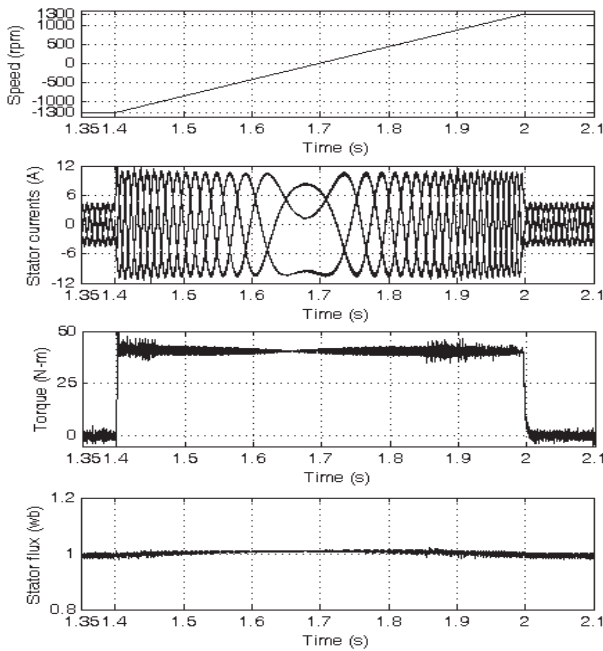 1300
1000
500
0
-500
-1000
-1300
Speed (rpm)
1.35 1.4 1.5 1.6 1.7 1.8 1.9 2 2.1
Time (s)
12
6
0
-6
-12
Stator currents (A)
1.35 1.4 1.5 1.6 1.7 1.8 1.9 2 2.1
Time (s)
50
25
0
Torque (N-m)
1.35 1.4 1.5 1.6 1.7 1.8 1.9 2 2.1
Time (s)
1.2
1
0.8
Stator flux (wb)
1.35 1.4 1.5 1.6 1.7 1.8 1.9 2 2.1
Time (s)